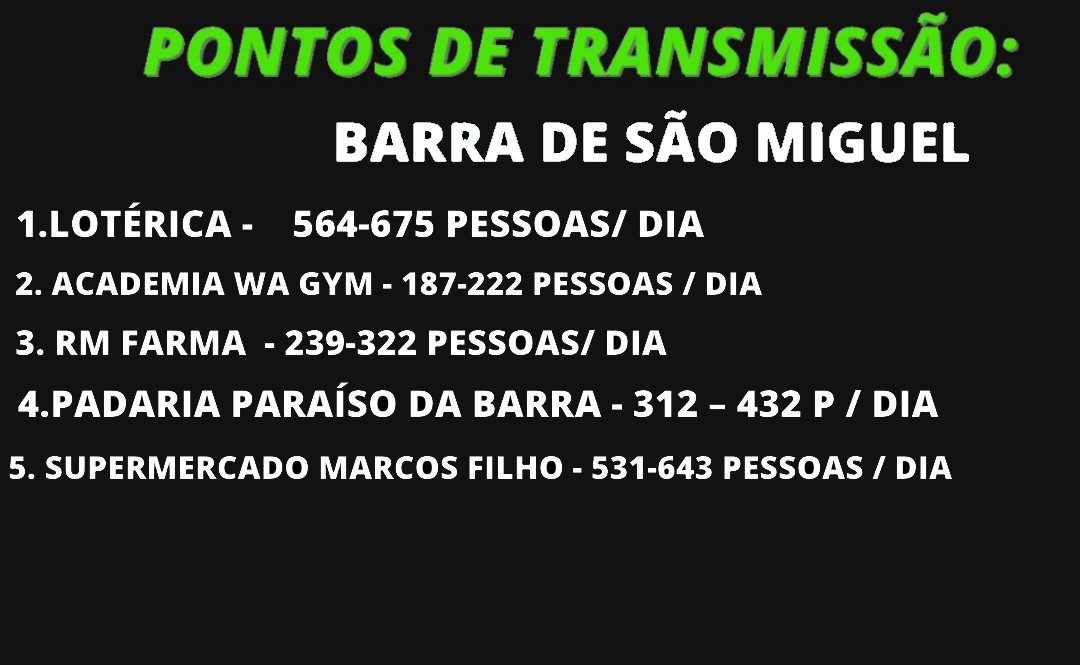 PONTOS DE TRANSMISSÃO:
BARRA DE SÃO MIGUEL
1.LOTÉRICA - 564-675 PESSOAS/ DIA
2. ACADEMIA WA GYM - 187-222 PESSOAS / DIA
3. RM FARMA - 239-322 PESSOAS/ DIA
4.PADARIA PARAÍSO DA BARRA - 312 – 432 P / DIA
5. SUPERMERCADO MARCOS FILHO - 531-643 PESSOAS / DIA